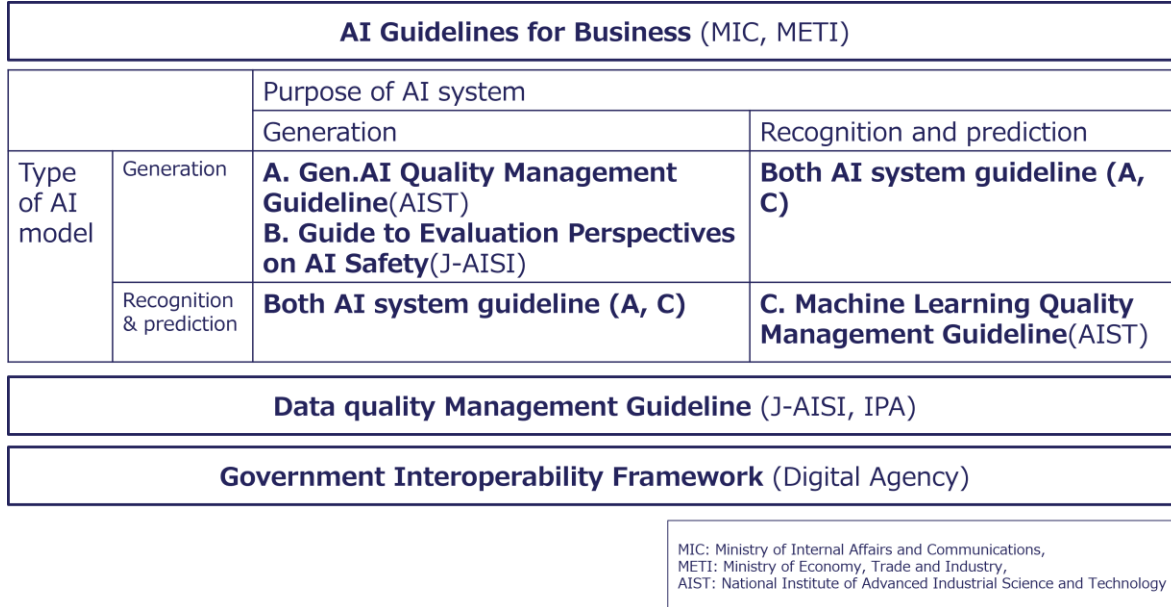 AI Guidelines for Business (MIC, METI)
Purpose of AI system
Generation
Recognition and prediction
Type
of AI
model
Generation
A. Gen.AI Quality Management
Guideline(AIST)
B. Guide to Evaluation Perspectives
on AI Safety(J-AISI)
Both AI system guideline (A,
C)
Recognition
& prediction
Both AI system guideline (A, C)
C. Machine Learning Quality
Management Guideline(AIST)
Data quality Management Guideline (J-AISI, IPA)
Government Interoperability Framework (Digital Agency)
MIC: Ministry of Internal Affairs and Communications,
METI: Ministry of Economy, Trade and Industry,
AIST: National Institute of Advanced Industrial Science and Technology